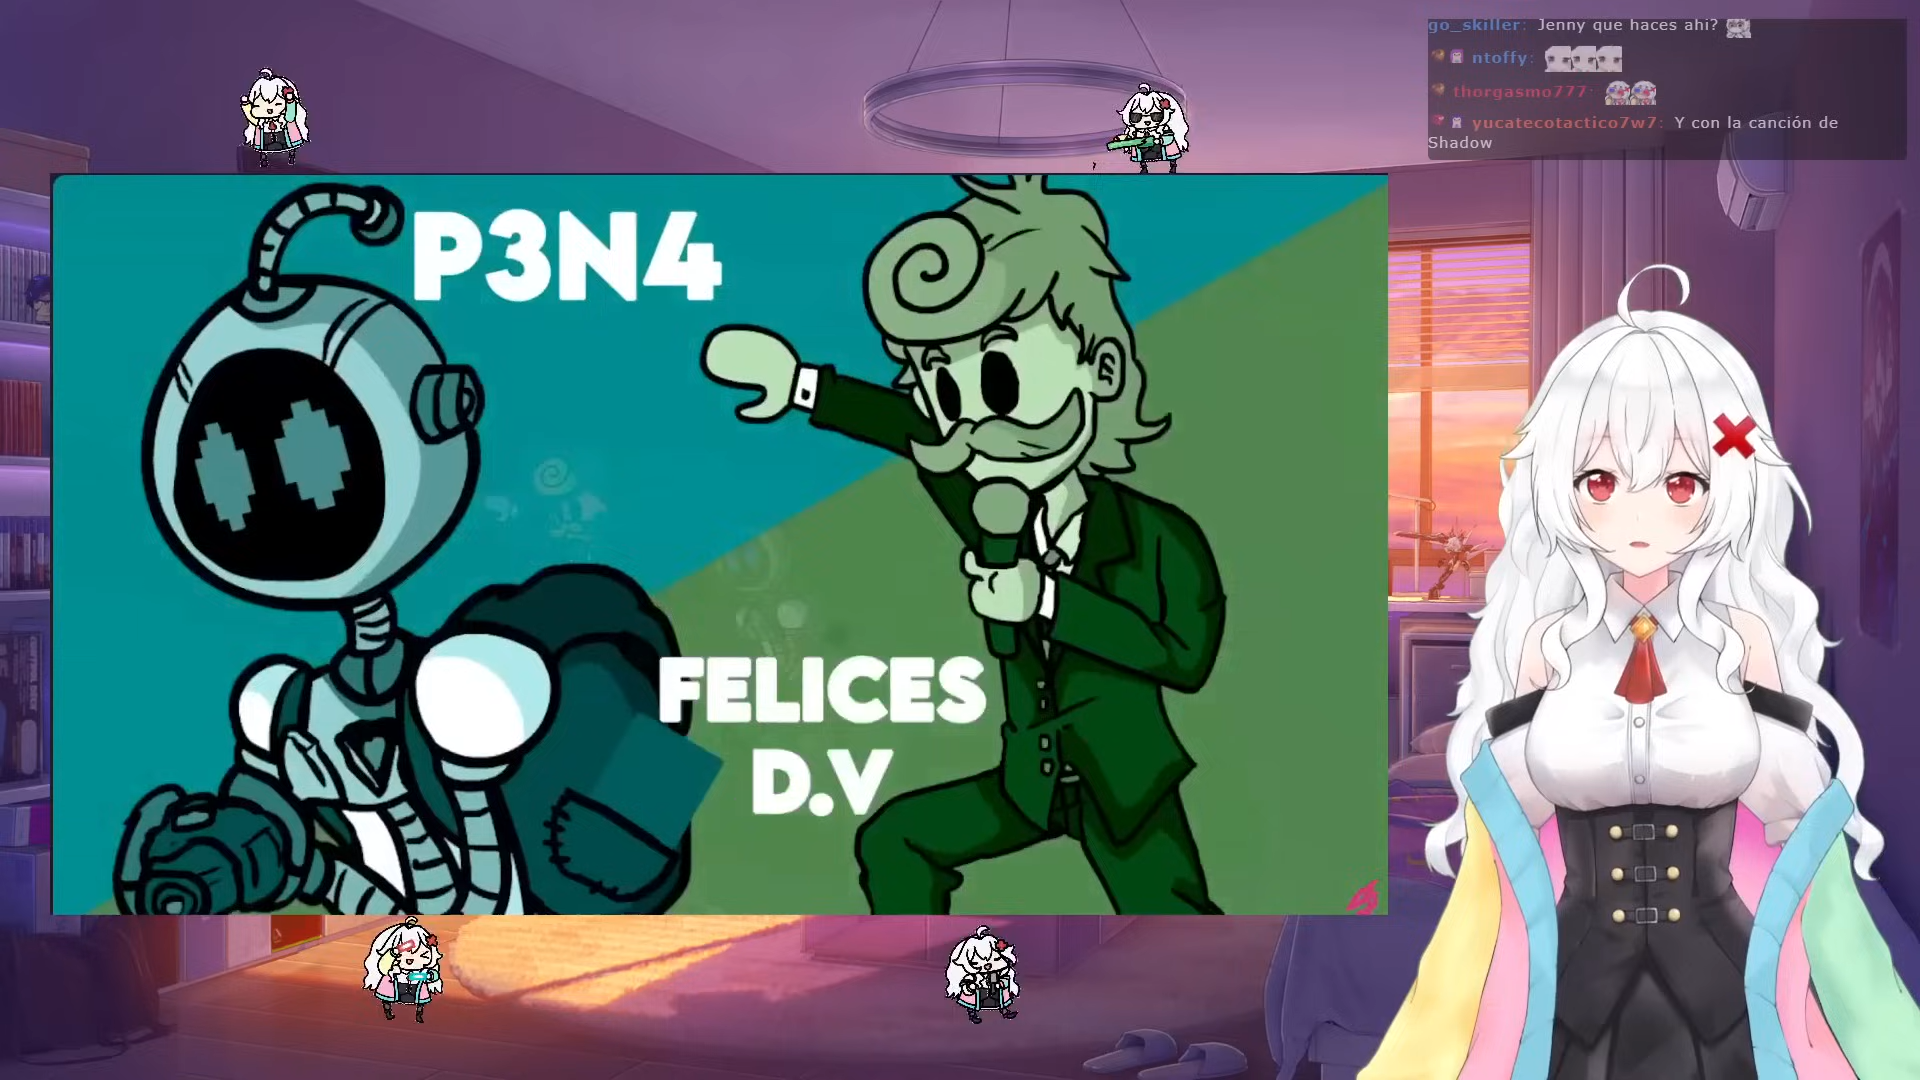 go_skiller: Jenny que haces ahi?
ntoffy:
thorgasmo777:
yucatecotactico7w7: Y con la canción de
Shadow
P3N4
FELICES
D.V